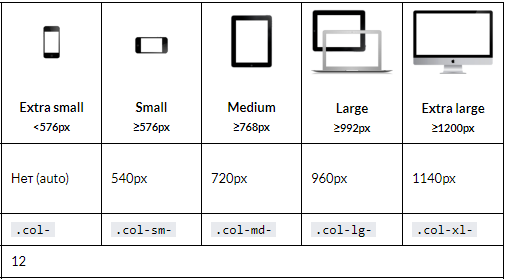 Extra small Small Medium Large Extra large
<576px ≥576px ≥768px ≥992px ≥1200px
Нет (auto) 540px 720px 960px 1140px
.col- .col-sm- .col-md- .col-lg- .col-xl-
12